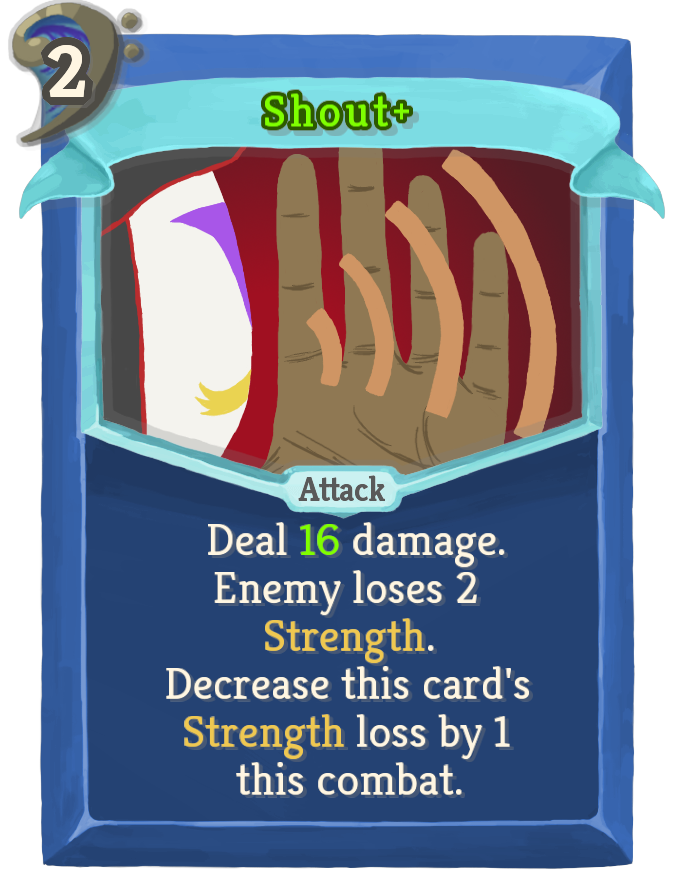 2
Shout+
Attack
Deal 16 damage.
Enemy loses 2
Strength.
Decrease this card's
Strength loss by 1
this combat.